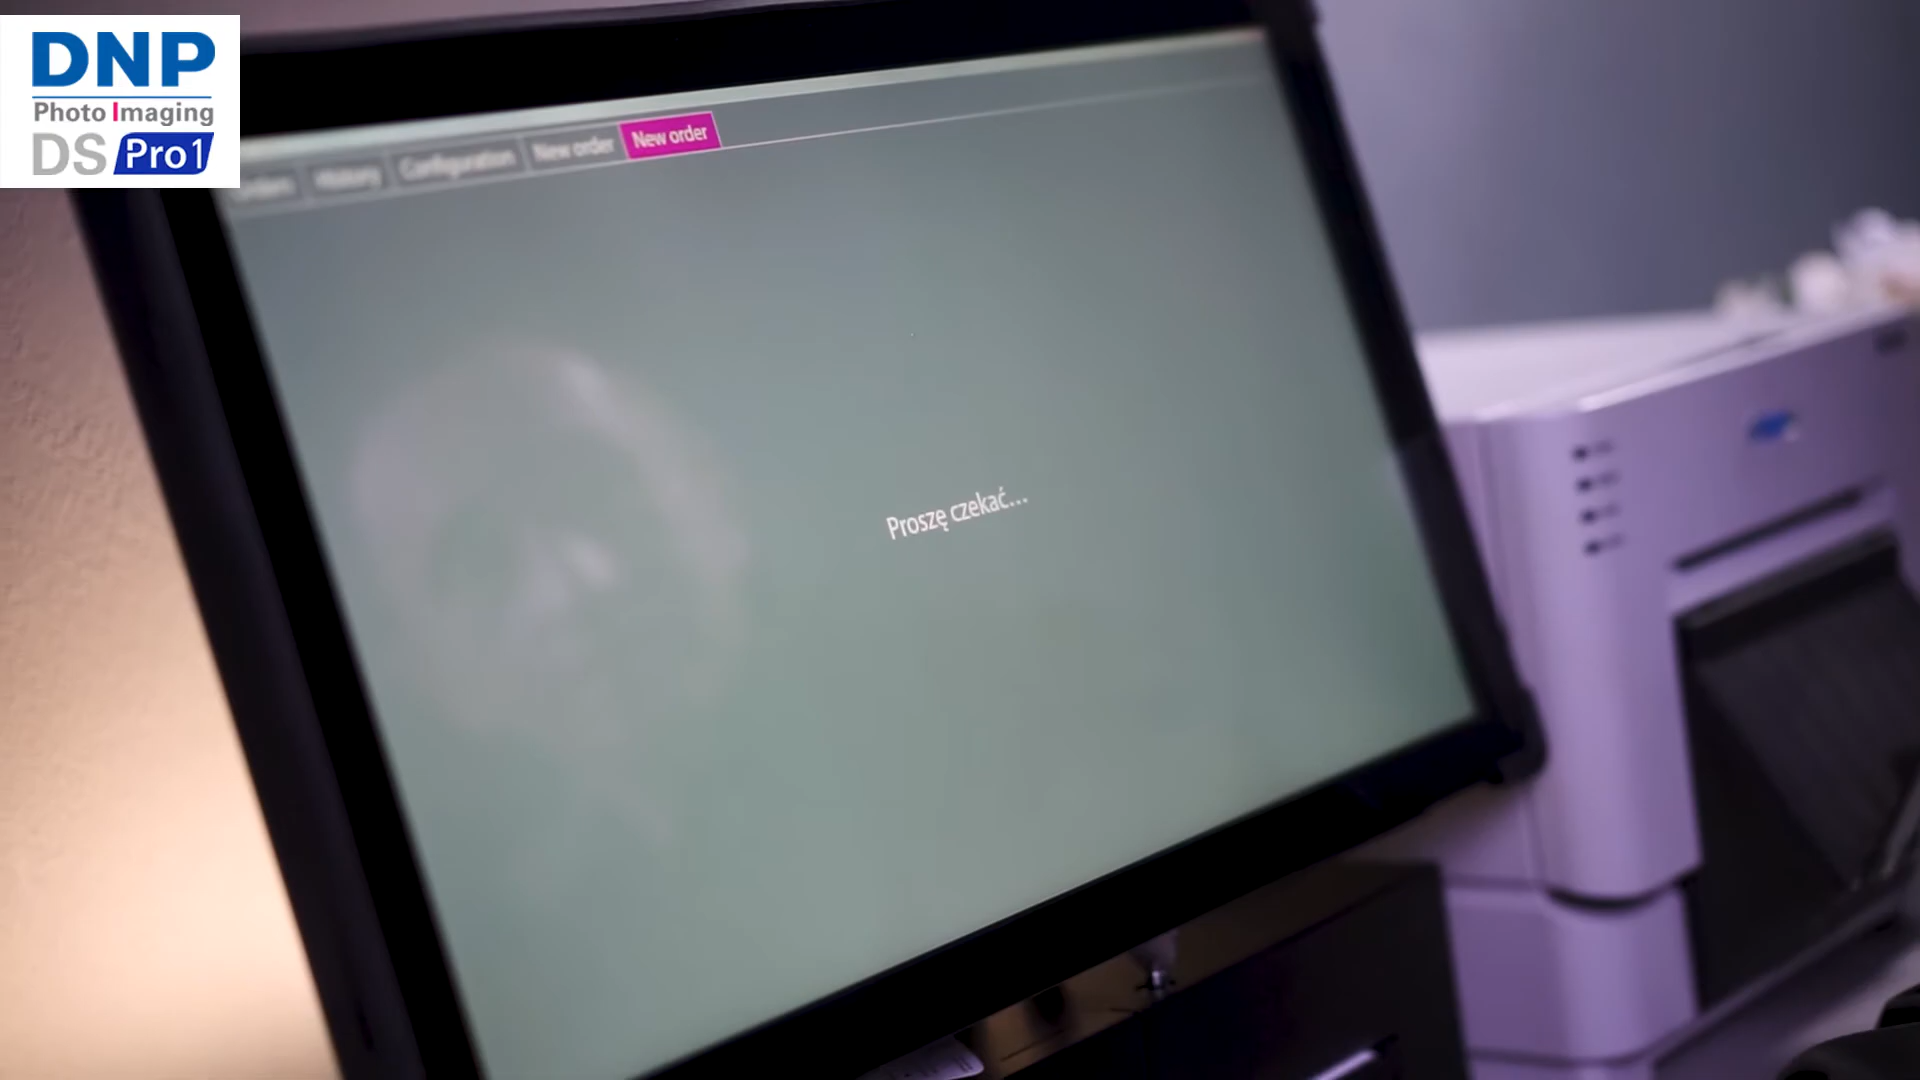 DNP
Photo Imaging
DS Pro1
History
Configuration
New order
New order
Proszę czekać...